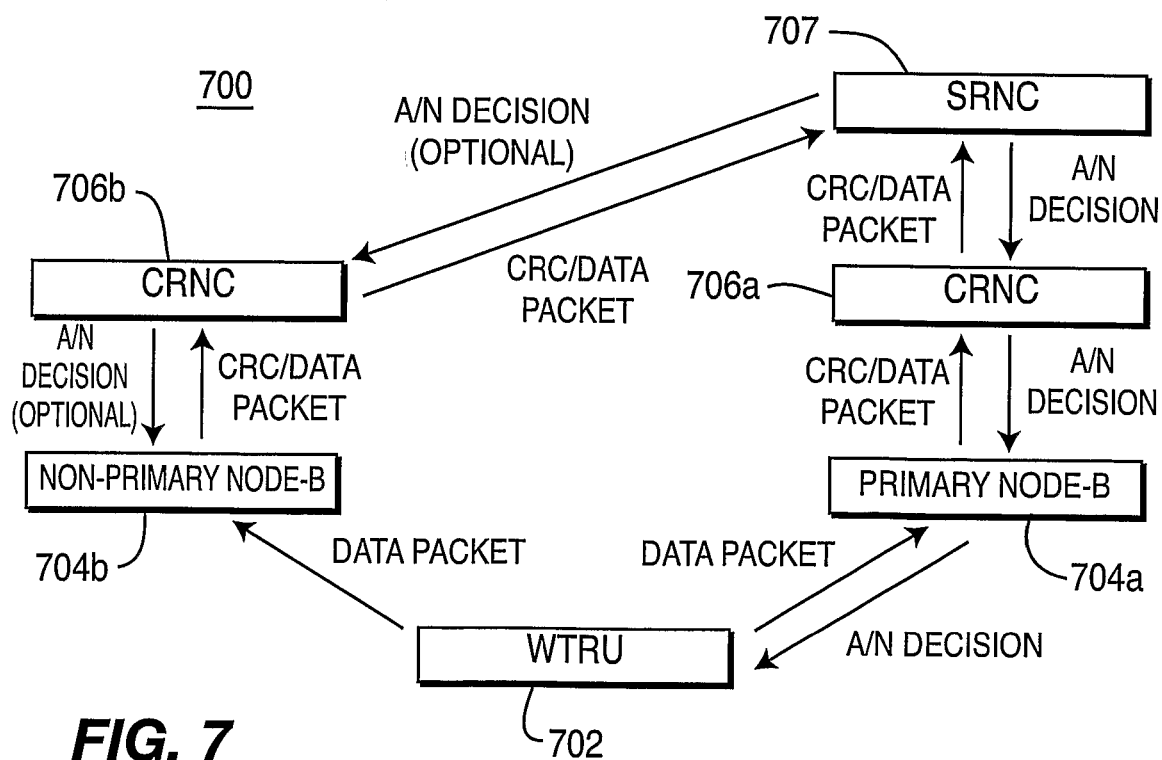 707
700
SRNC
A/N DECISION
(OPTIONAL)
CRC/DATA
PACKET
A/N
DECISION
706b
CRNC
CRC/DATA
PACKET
706a
CRNC
A/N
DECISION
(OPTIONAL)
CRC/DATA
PACKET
CRC/DATA
PACKET
A/N
DECISION
NON-PRIMARY NODE-B
PRIMARY NODE-B
704b
DATA PACKET
DATA PACKET
704a
WTRU
A/N DECISION
702
FIG. 7